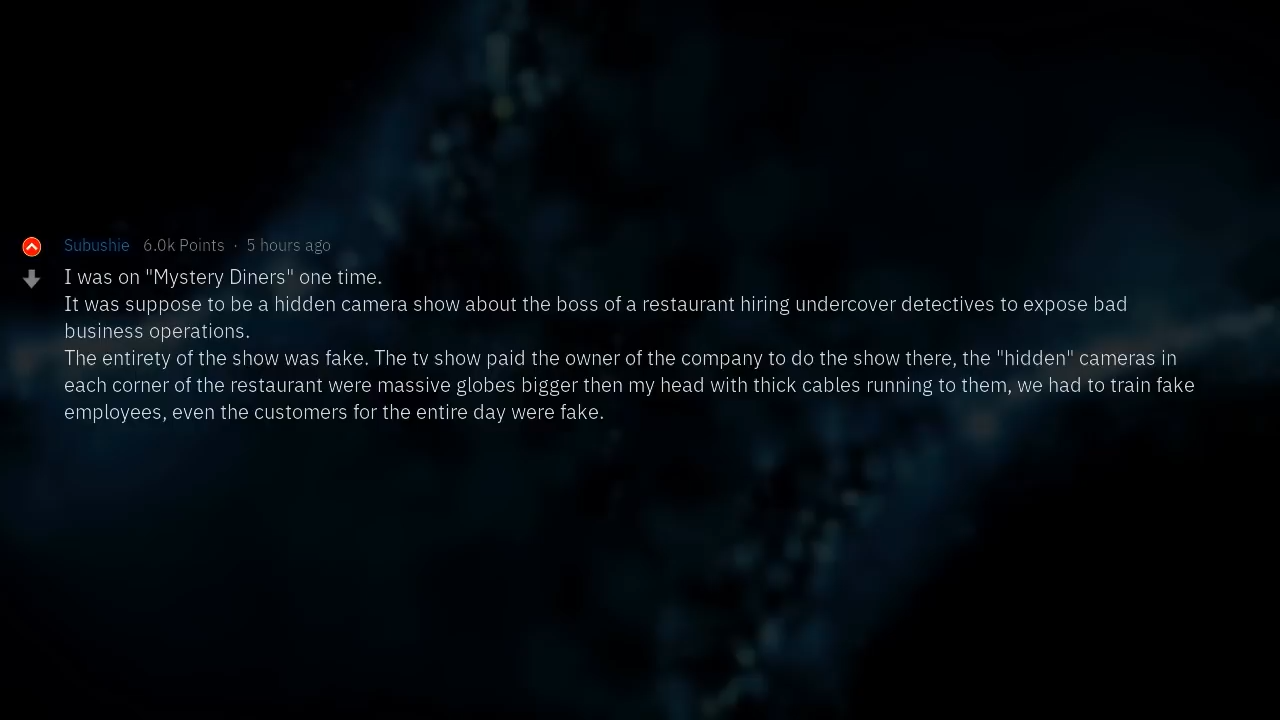 Subushie 6.0k Points · 5 hours ago
I was on "Mystery Diners" one time.
It was suppose to be a hidden camera show about the boss of a restaurant hiring undercover detectives to expose bad
business operations.
The entirety of the show was fake. The tv show paid the owner of the company to do the show there, the "hidden" cameras in
each corner of the restaurant were massive globes bigger then my head with thick cables running to them, we had to train fake
employees, even the customers for the entire day were fake.